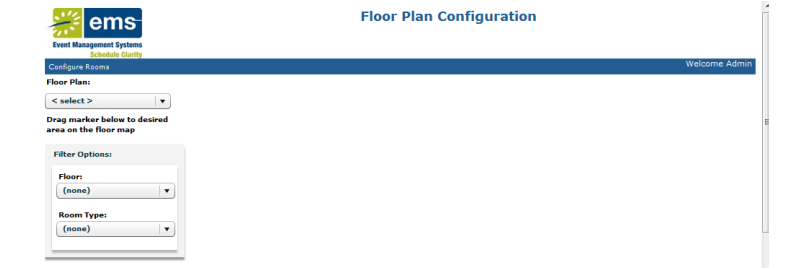 ems
Event Management Systems
Schedule Clarity
Floor Plan Configuration
Configure Rooms
Welcome Admin
Floor Plan:
< select >
Drag marker below to desired
area on the floor map
Filter Options:
Floor:
(none)
Room Type:
(none)